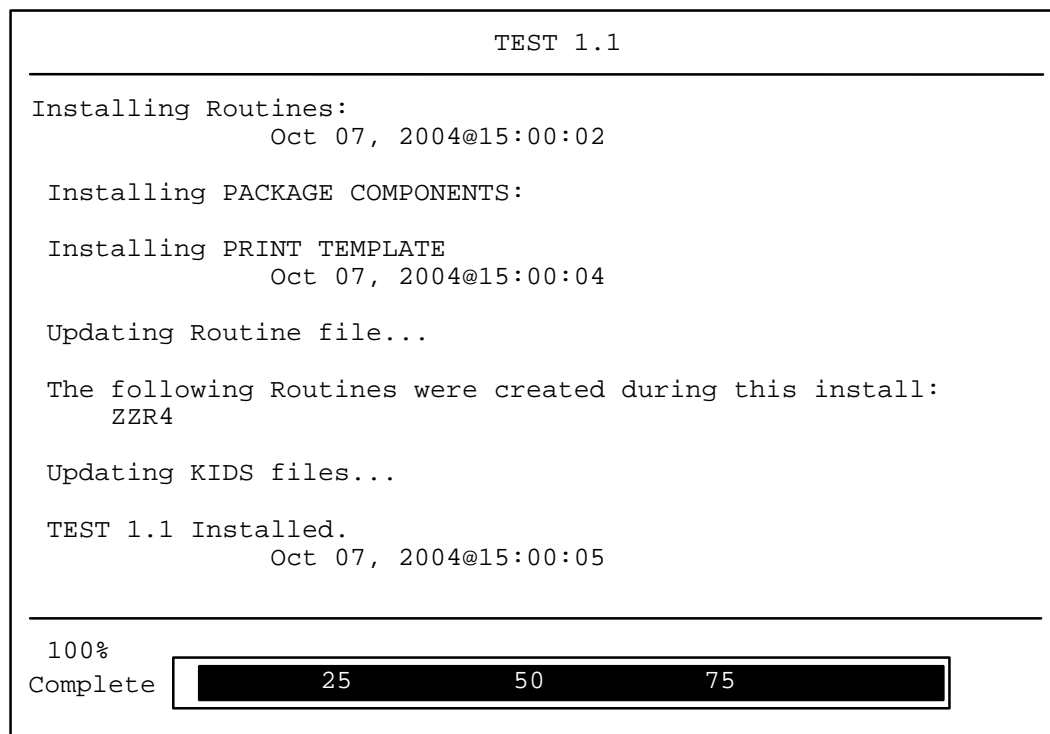 TEST 1.1
Installing Routines:
Oct 07, 2004@15:00:02
Installing PACKAGE COMPONENTS:
Installing PRINT TEMPLATE
Oct 07, 2004@15:00:04
Updating Routine file...
The following Routines were created during this install:
ZZR4
Updating KIDS files...
TEST 1.1 Installed.
Oct 07, 2004@15:00:05
100%
Complete 25 50 75